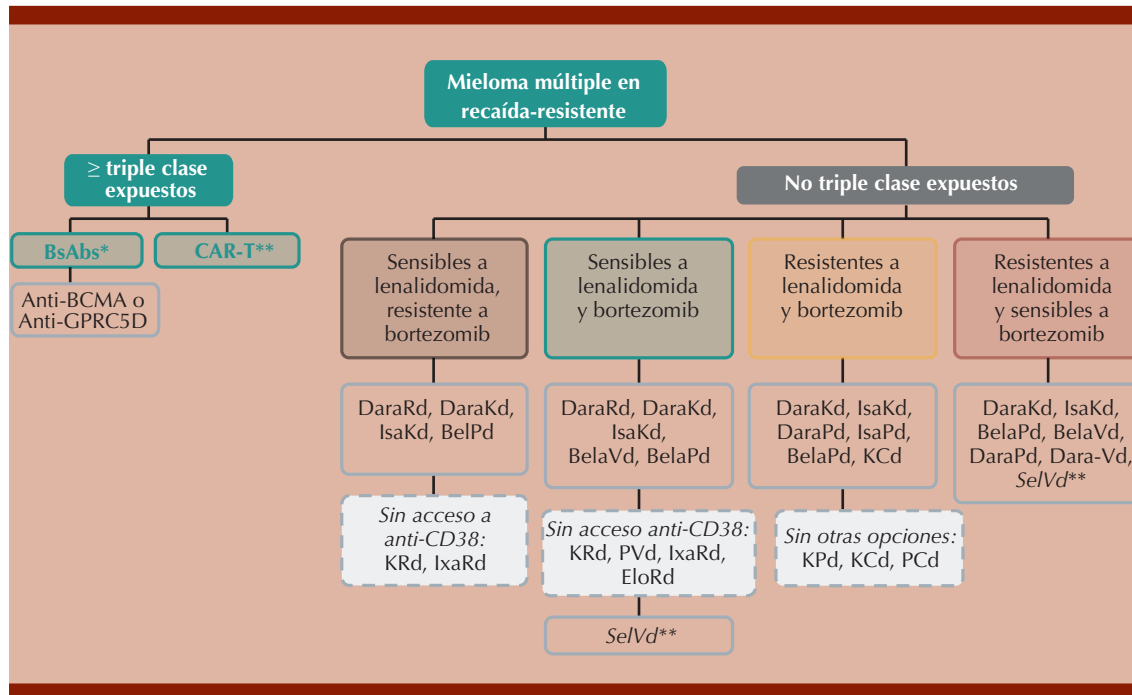 Mieloma múltiple en
recaída-resistente
≥ triple clase
expuestos
No triple clase expuestos
BsAbs*
CAR-T**
Anti-BCMA o
Anti-GPRC5D
Sensibles a
lenalidomida,
resistente a
bortezomib
Sensibles a
lenalidomida
y bortezomib
Resistentes a
lenalidomida
y bortezomib
Resistentes a
lenalidomida
y sensibles a
bortezomib
DaraRd, DaraKd,
IsaKd, BelPd
DaraRd, DaraKd,
IsaKd,
BelaVd, BelaPd
DaraKd, IsaKd,
DaraPd, IsaPd,
BelaPd, KCd
DaraKd, IsaKd,
BelaPd, BelaVd,
DaraPd, Dara-Vd,
SelVd**
Sin acceso a
anti-CD38:
KRd, IxaRd
Sin acceso anti-CD38:
KRd, PVd, IxaRd,
EloRd
Sin otras opciones:
KPd, KCd, PCd
SelVd**